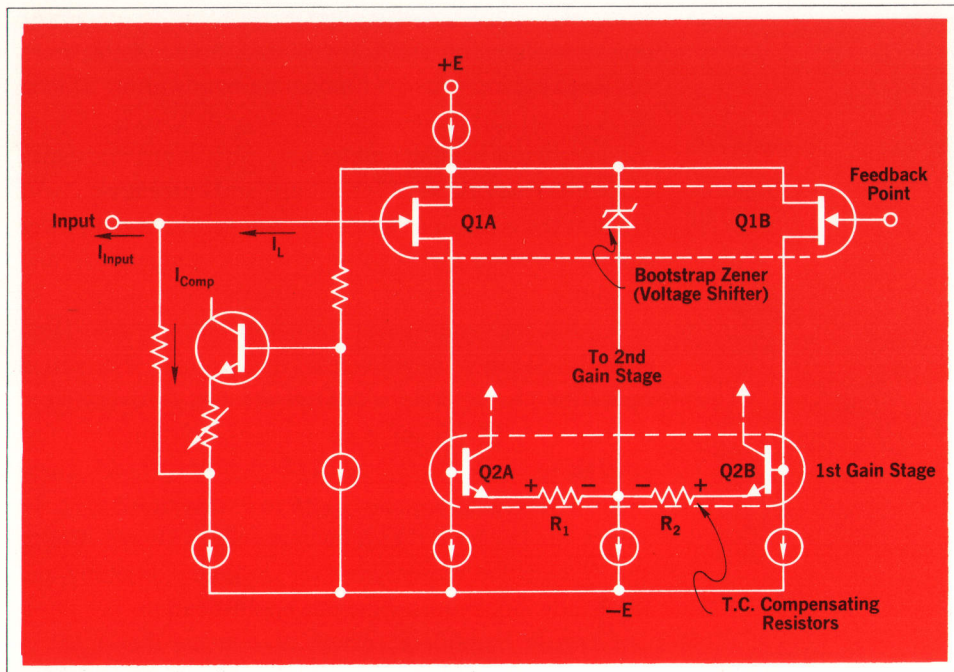 +E
Feedback
Point
Input
Q1A
Q1B
I_Input
I_L
I_Comp
Bootstrap Zener
(Voltage Shifter)
To 2nd
Gain Stage
Q2A
Q2B
1st Gain Stage
+ − − +
R₁
R₂
−E
T.C. Compensating
Resistors